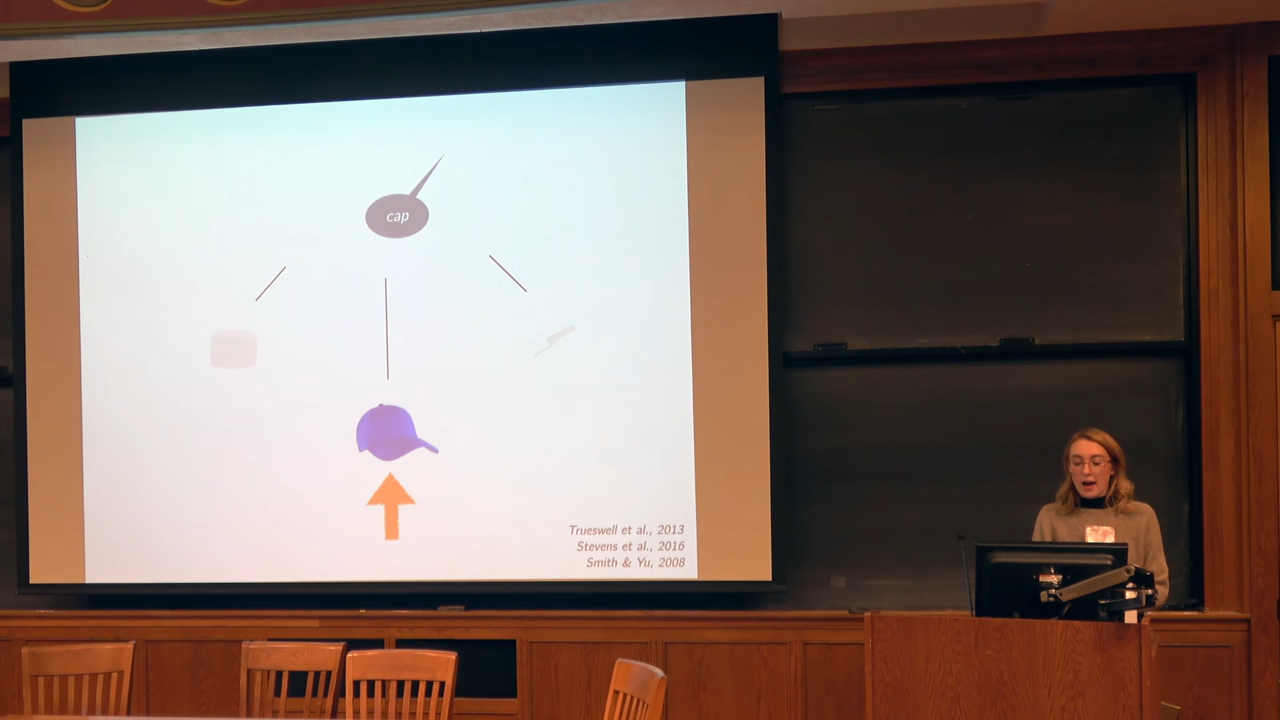 cap
Trueswell et al., 2013
Stevens et al., 2016
Smith & Yu, 2008